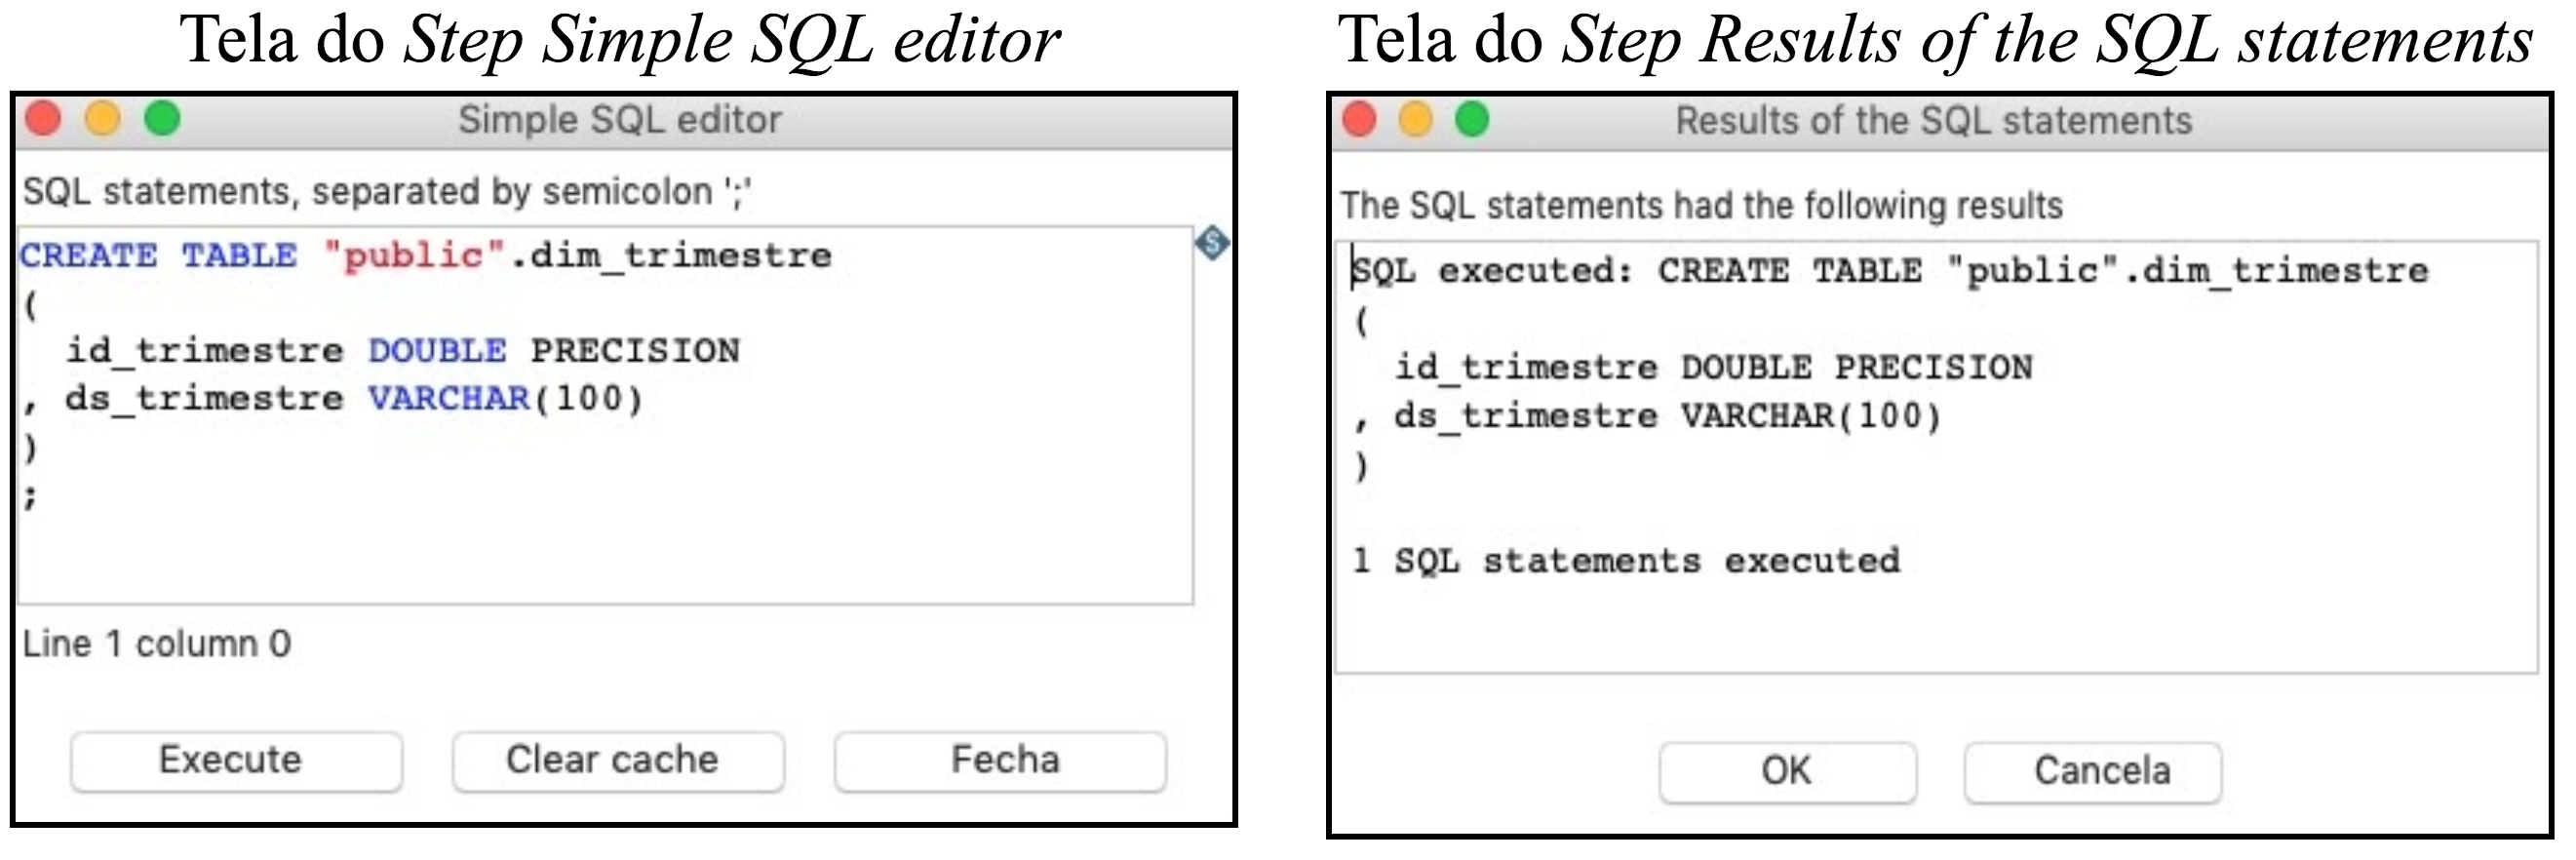 Tela do Step Simple SQL editor
Simple SQL editor
SQL statements, separated by semicolon ';'
CREATE TABLE "public".dim_trimestre
(
id_trimestre DOUBLE PRECISION
, ds_trimestre VARCHAR(100)
)
;
S
Line 1 column 0
Execute Clear cache Fecha
Tela do Step Results of the SQL statements
Results of the SQL statements
The SQL statements had the following results
SQL executed: CREATE TABLE "public".dim_trimestre
(
id_trimestre DOUBLE PRECISION
, ds_trimestre VARCHAR(100)
)
1 SQL statements executed
OK Cancela